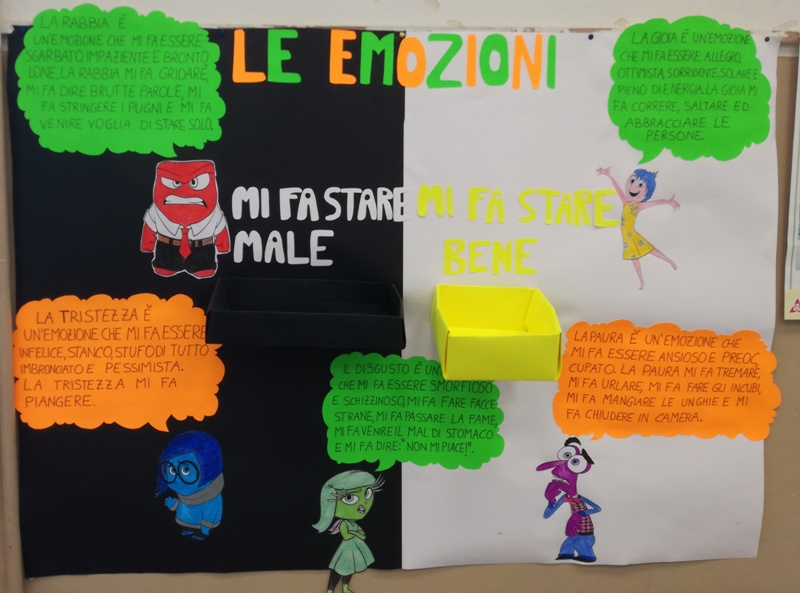 LE EMOZIONI
LA RABBIA É
UN'EMOZIONE CHE MI FA ESSERE
SGARBATO, IMPAZIENTE E BRONTO
LONE. LA RABBIA MI FA GRIDARE,
MI FA DIRE BRUTTE PAROLE, MI
FA STRINGERE I PUGNI E MI FA
VENIRE VOGLIA DI STARE SOLO.
LA GIOIA É UN'EMOZIONE
CHE MI FA ESSERE ALLEGRO,
OTTIMISTA, SORRIDENTE, SOLARE E
PIENO DI ENERGIA. LA GIOIA MI
FA CORRERE, SALTARE ED
ABBRACCIARE LE
PERSONE.
MI FA STARE
MALE
MI FA STARE
BENE
LA TRISTEZZA É
UN'EMOZIONE CHE MI FA ESSERE
INFELICE, STANCO, STUFO DI TUTTO
IMBRONCIATO E PESSIMISTA.
LA TRISTEZZA MI FA
PIANGERE.
IL DISGUSTO É UN'
CHE MI FA ESSERE SMORFIOSO
E SCHIZZINOSO, MI FA FARE FACCE
STRANE, MI FA PASSARE LA FAME,
MI FA VENIRE IL MAL DI STOMACO
E MI FA DIRE: "NON MI PIACE!".
LA PAURA É UN'EMOZIONE CHE
MI FA ESSERE ANSIOSO E PREOC
CUPATO. LA PAURA MI FA TREMARE,
MI FA URLARE, MI FA FARE GLI INCUBI,
MI FA MANGIARE LE UNGHIE E MI
FA CHIUDERE IN CAMERA.